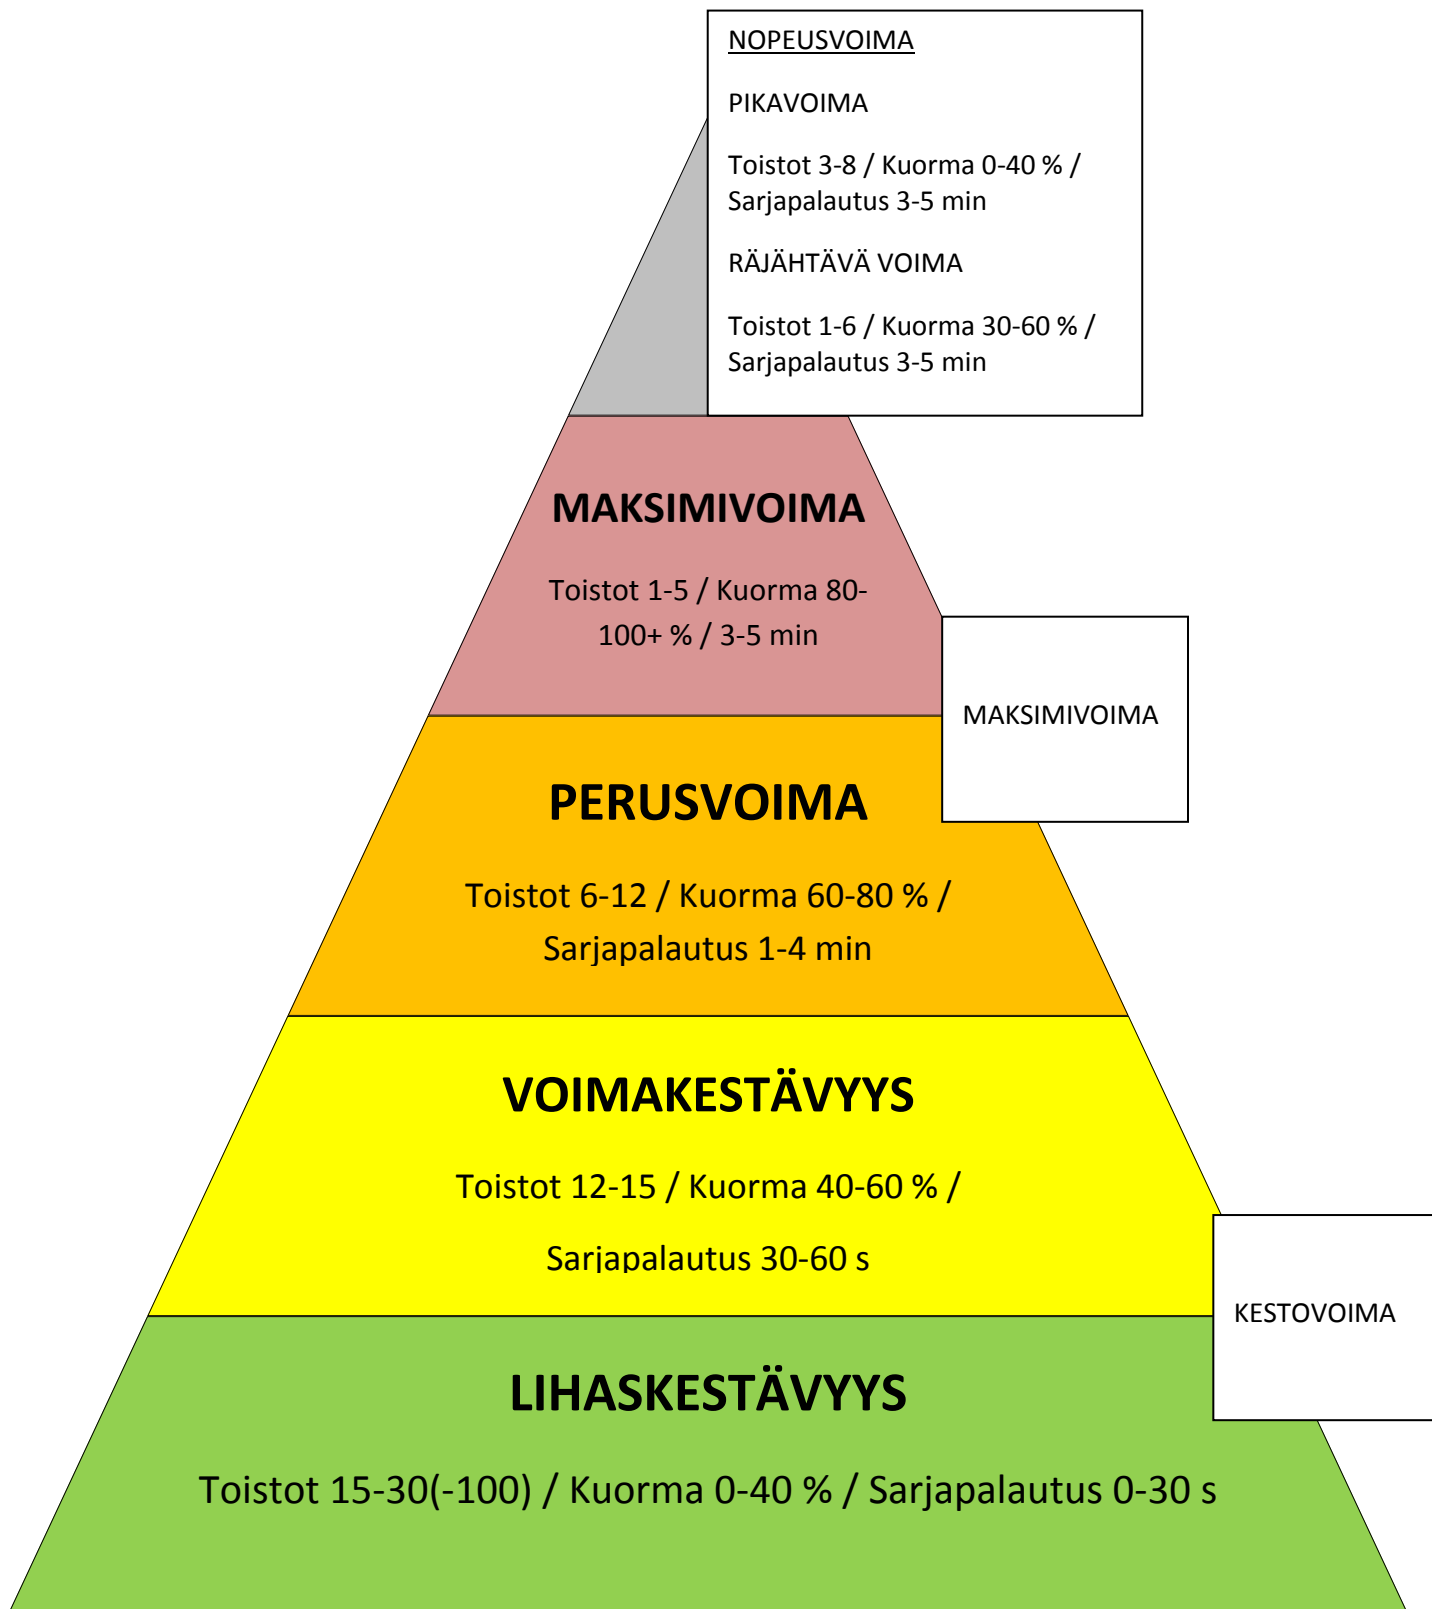 NOPEUSVOIMA
PIKAVOIMA
Toistot 3-8 / Kuorma 0-40 % /
Sarjapalautus 3-5 min
RÄJÄHTÄVÄ VOIMA
Toistot 1-6 / Kuorma 30-60 % /
Sarjapalautus 3-5 min
MAKSIMIVOIMA
Toistot 1-5 / Kuorma 80-
100+ % / 3-5 min
MAKSIMIVOIMA
PERUSVOIMA
Toistot 6-12 / Kuorma 60-80 % /
Sarjapalautus 1-4 min
VOIMAKESTÄVYYS
Toistot 12-15 / Kuorma 40-60 % /
Sarjapalautus 30-60 s
KESTOVOIMA
LIHASKESTÄVYYS
Toistot 15-30(-100) / Kuorma 0-40 % / Sarjapalautus 0-30 s